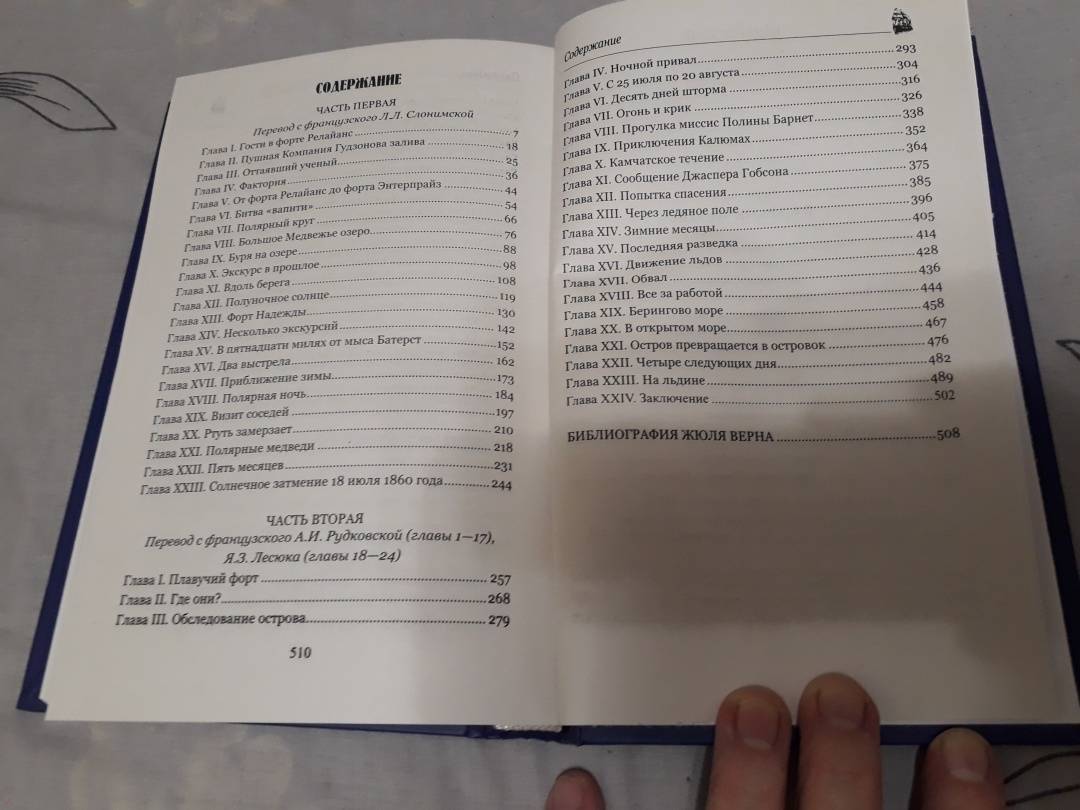 СОДЕРЖАНИЕ
ЧАСТЬ ПЕРВАЯ
Перевод с французского Л.Л. Слонимской
Глава I. Гости в форте Релайанс 7
Глава II. Пушная Компания Гудзонова залива 18
Глава III. Оттаявший ученый 25
Глава IV. Фактория 36
Глава V. От форта Релайанс до форта Энтерпрайз 44
Глава VI. Битва «вапити» 54
Глава VII. Полярный круг 66
Глава VIII. Большое Медвежье озеро 76
Глава IX. Буря на озере 88
Глава X. Экскурс в прошлое 98
Глава XI. Вдоль берега 108
Глава XII. Полуночное солнце 119
Глава XIII. Форт Надежды 130
Глава XIV. Несколько экскурсий 142
Глава XV. В пятнадцати милях от мыса Батерст 152
Глава XVI. Два выстрела 162
Глава XVII. Приближение зимы 173
Глава XVIII. Полярная ночь 184
Глава XIX. Визит соседей 197
Глава XX. Ртуть замерзает 210
Глава XXI. Полярные медведи 218
Глава XXII. Пять месяцев 231
Глава XXIII. Солнечное затмение 18 июля 1860 года 244
ЧАСТЬ ВТОРАЯ
Перевод с французского А.И. Рудковской (главы 1—17),
Я.З. Лесюка (главы 18—24)
Глава I. Плавучий форт 257
Глава II. Где они? 268
Глава III. Обследование острова 279
510
Содержание
Глава IV. Ночной привал 293
Глава V. С 25 июля по 20 августа 304
Глава VI. Десять дней шторма 316
Глава VII. Огонь и крик 326
Глава VIII. Прогулка миссис Полины Барнет 338
Глава IX. Приключения Калюмах 352
Глава X. Камчатское течение 364
Глава XI. Сообщение Джаспера Гобсона 375
Глава XII. Попытка спасения 385
Глава XIII. Через ледяное поле 396
Глава XIV. Зимние месяцы 405
Глава XV. Последняя разведка 414
Глава XVI. Движение льдов 428
Глава XVII. Обвал 436
Глава XVIII. Все за работой 444
Глава XIX. Берингово море 458
Глава XX. В открытом море 467
Глава XXI. Остров превращается в островок 476
Глава XXII. Четыре следующих дня 482
Глава XXIII. На льдине 489
Глава XXIV. Заключение 502
БИБЛИОГРАФИЯ ЖЮЛЯ ВЕРНА 508